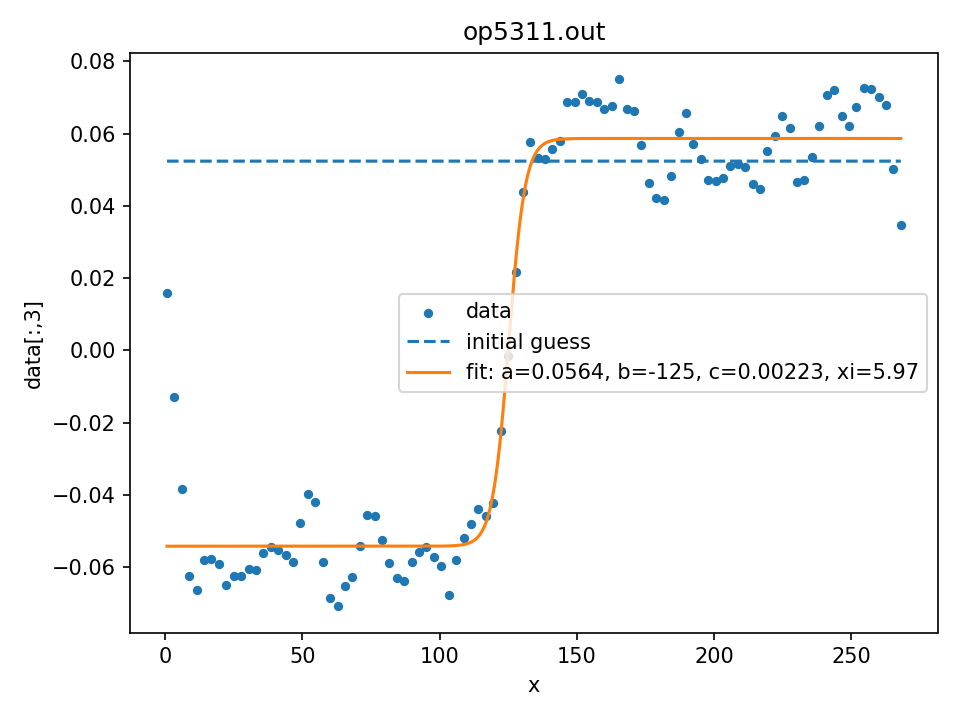 op5311.out
0.08
0.06
0.04
0.02
0.00
−0.02
−0.04
−0.06
data[:,3]
data
initial guess
fit: a=0.0564, b=-125, c=0.00223, xi=5.97
0 50 100 150 200 250
x